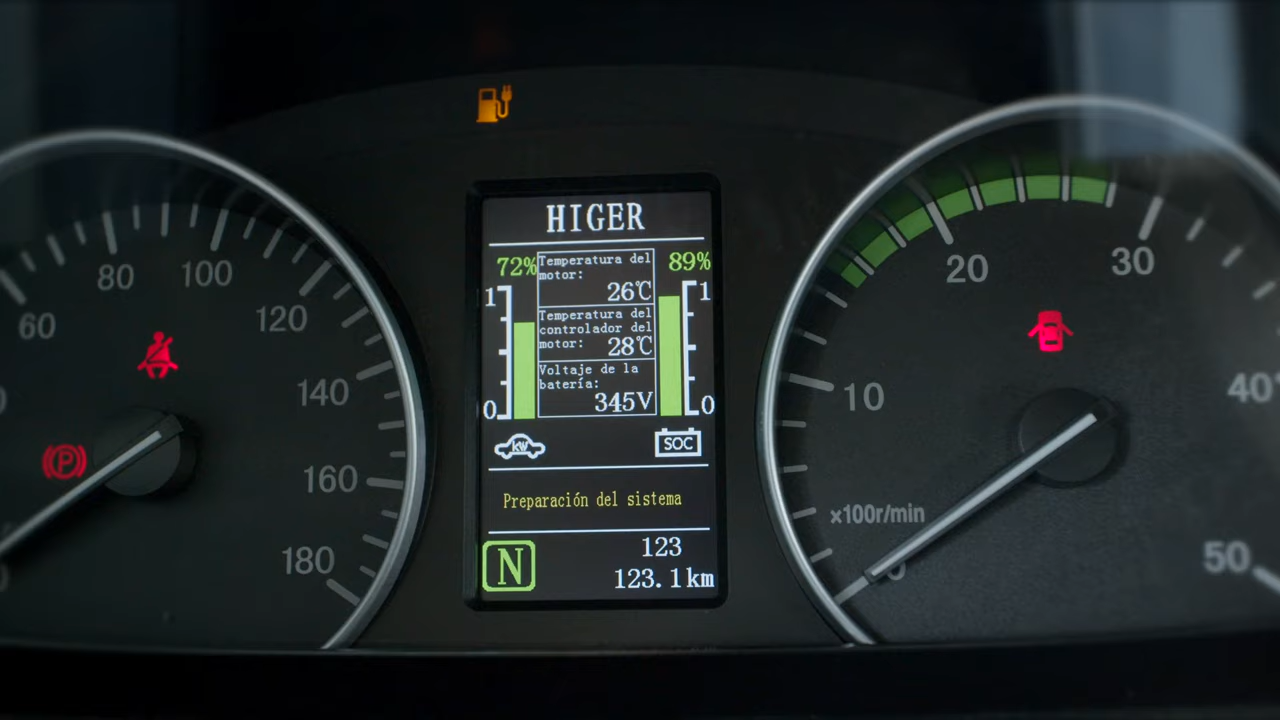 HIGER
72%
Temperatura del
motor:
26℃
89%
1
1
Temperatura del
controlador del
motor:
28℃
Voltaje de la
batería:
345V
0
0
kW
SOC
Preparación del sistema
N
123
123.1km
60
80
100
120
140
160
180
P
0
10
20
30
40
50
x100r/min